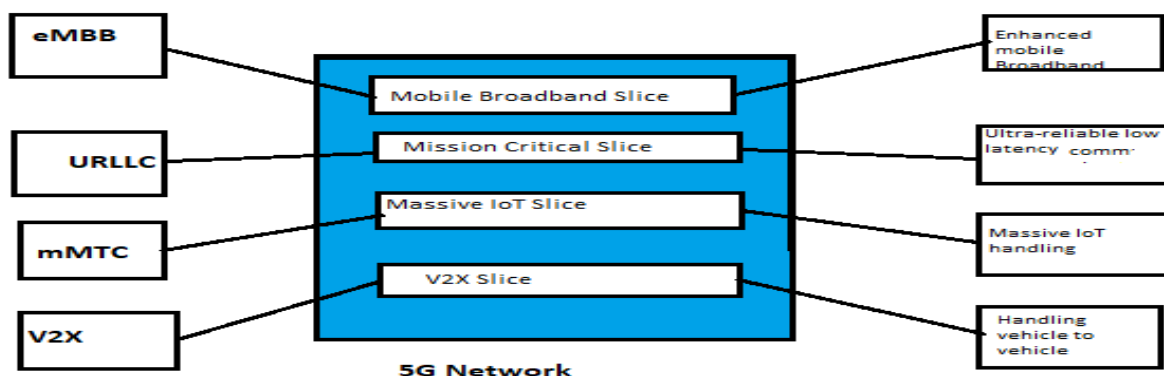 eMBB
URLLC
mMTC
V2X
Mobile Broadband Slice
Mission Critical Slice
Massive IoT Slice
V2X Slice
5G Network
Enhanced
mobile
Broadband
Ultra-reliable low
latency comm
Massive IoT
handling
Handling
vehicle to
vehicle